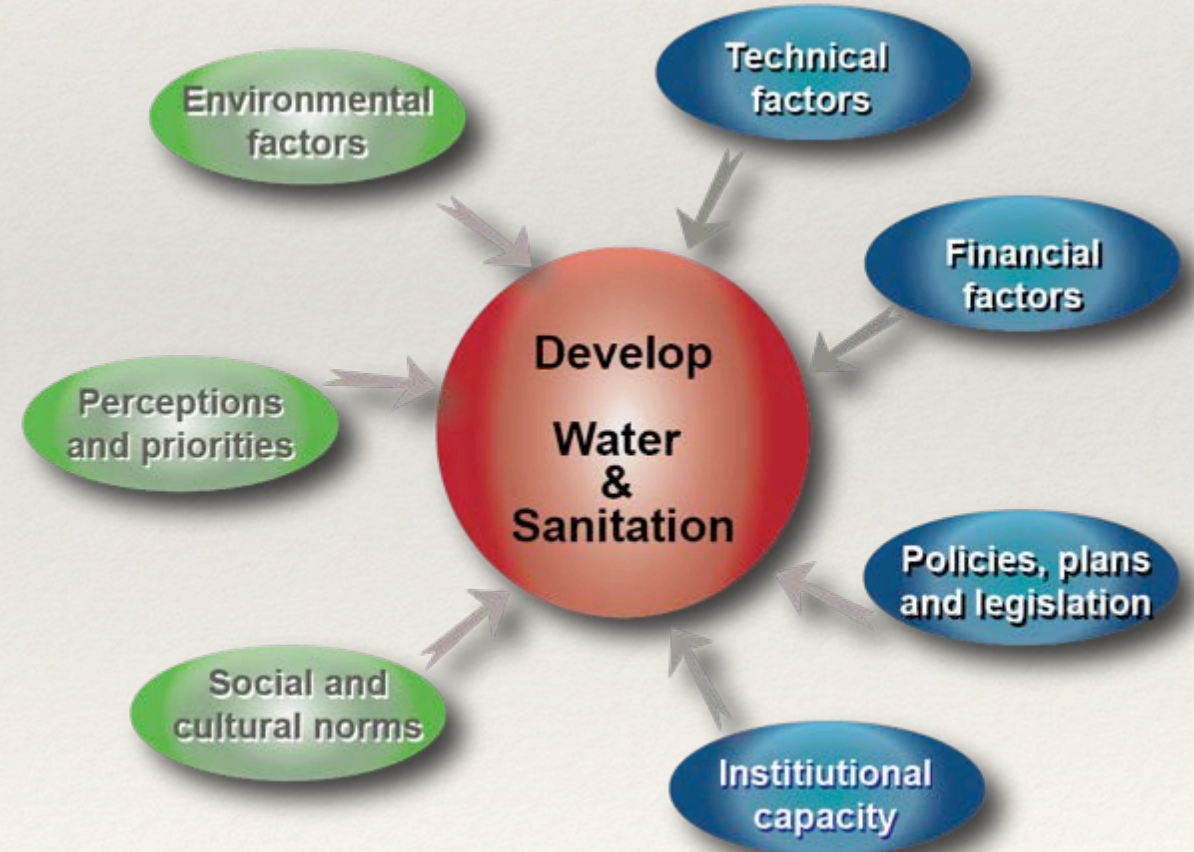 Technical
factors
Environmental
factors
Financial
factors
Develop
Water
&
Sanitation
Perceptions
and priorities
Policies, plans
and legislation
Social and
cultural norms
Institiutional
capacity